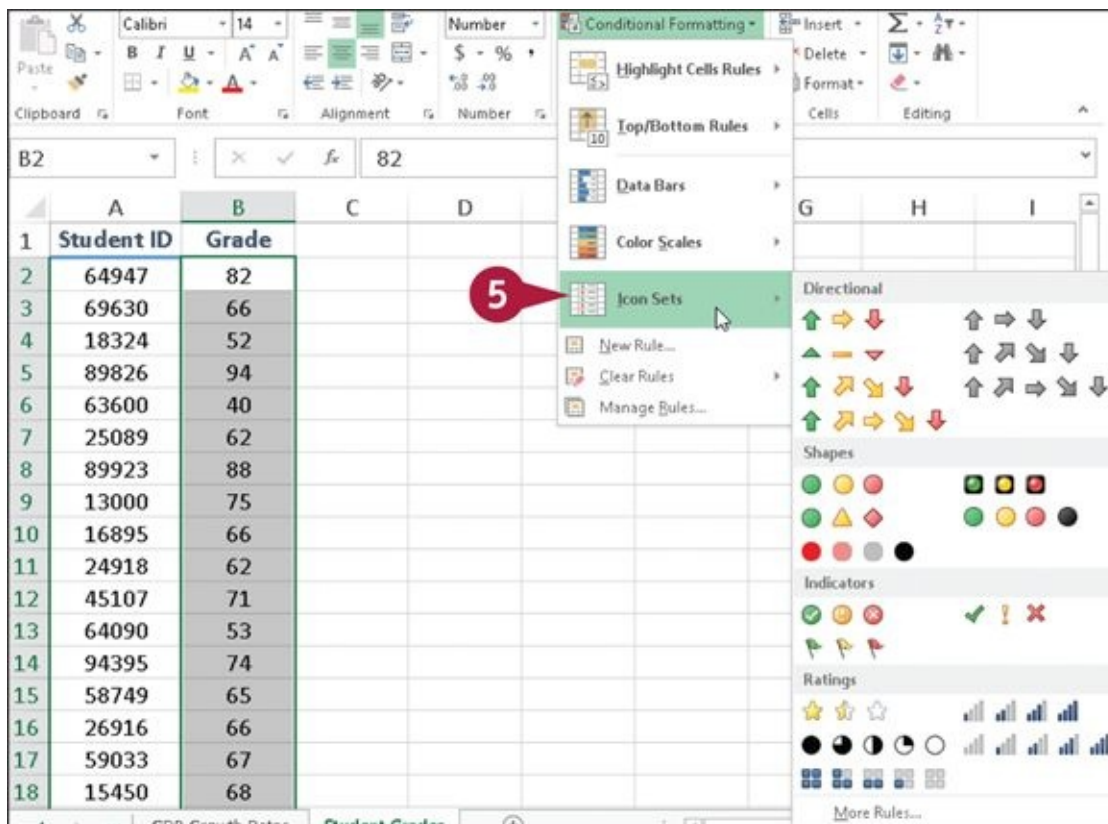 Calibri 14 Number Conditional Formatting Insert
B I U A A $ - % , Delete
Paste A Format
Clipboard Font Alignment Number Cells Editing
B2 fx 82
Highlight Cells Rules
Top/Bottom Rules
10
Data Bars
Color Scales
5 Icon Sets
New Rule...
Clear Rules
Manage Rules...
A B C D G H I
1 Student ID Grade
2 64947 82
3 69630 66
4 18324 52
5 89826 94
6 63600 40
7 25089 62
8 89923 88
9 13000 75
10 16895 66
11 24918 62
12 45107 71
13 64090 53
14 94395 74
15 58749 65
16 26916 66
17 59033 67
18 15450 68
Directional
Shapes
Indicators
Ratings
More Rules...
Student Grades